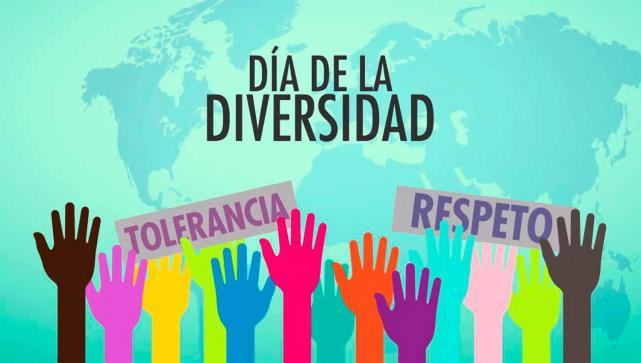 DÍA DE LA
DIVERSIDAD
TOLERANCIA
RESPETO